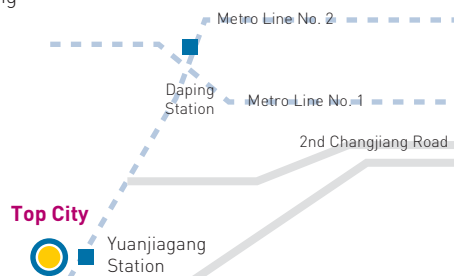 Metro Line No. 2
Daping
Station
Metro Line No. 1
2nd Changjiang Road
Top City
Yuanjiagang
Station